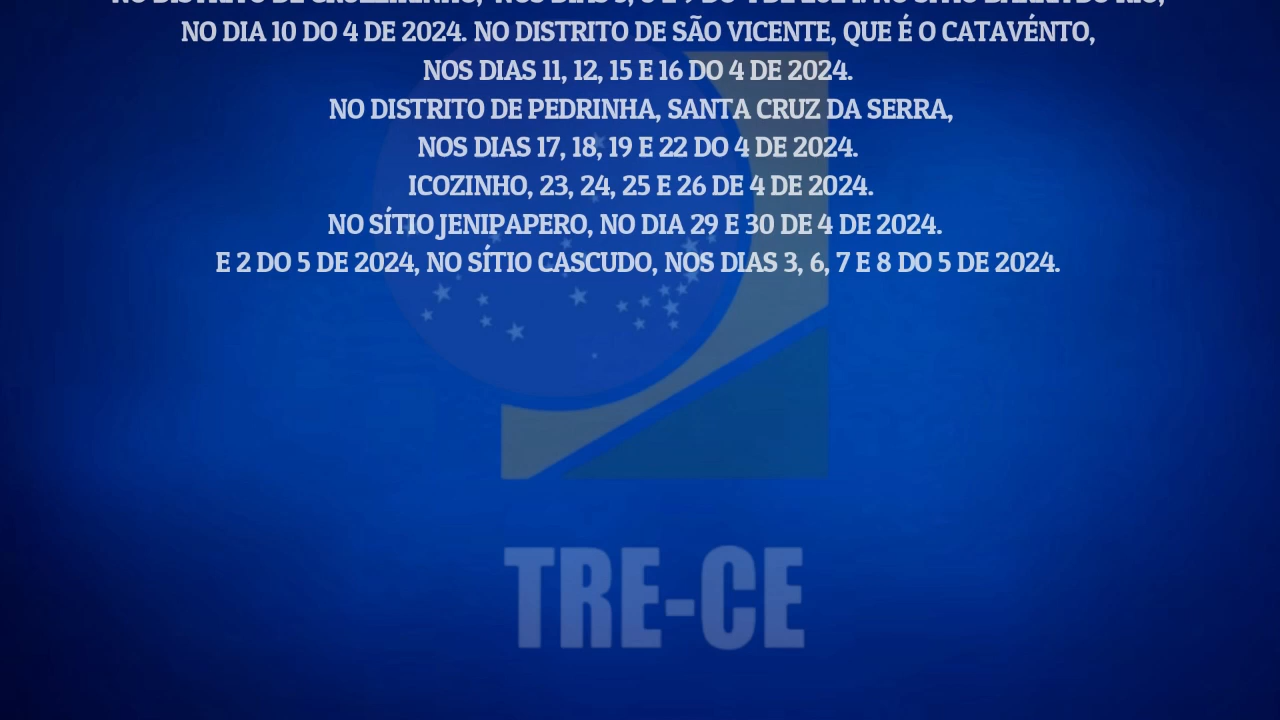 NO DIA 10 DO 4 DE 2024. NO DISTRITO DE SÃO VICENTE, QUE É O CATAVÉNTO,
NOS DIAS 11, 12, 15 E 16 DO 4 DE 2024.
NO DISTRITO DE PEDRINHA, SANTA CRUZ DA SERRA,
NOS DIAS 17, 18, 19 E 22 DO 4 DE 2024.
ICOZINHO, 23, 24, 25 E 26 DE 4 DE 2024.
NO SÍTIO JENIPAPERO, NO DIA 29 E 30 DE 4 DE 2024.
E 2 DO 5 DE 2024, NO SÍTIO CASCUDO, NOS DIAS 3, 6, 7 E 8 DO 5 DE 2024.
TRE-CE